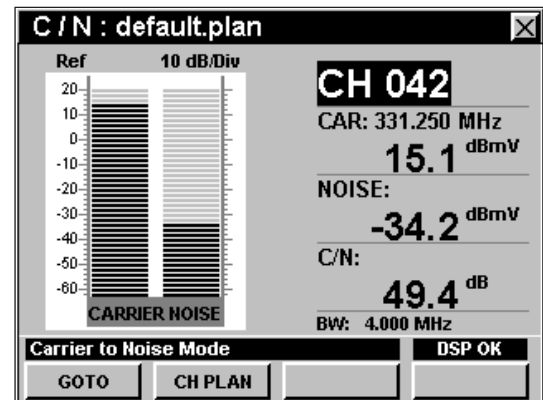 C / N : default.plan
Ref 10 dB/Div
20
10
0
-10
-20
-30
-40
-50
-60
CARRIER NOISE
CH 042
CAR: 331.250 MHz
15.1 dBmV
NOISE:
-34.2 dBmV
C/N:
49.4 dB
BW: 4.000 MHz
Carrier to Noise Mode DSP OK
GOTO CH PLAN